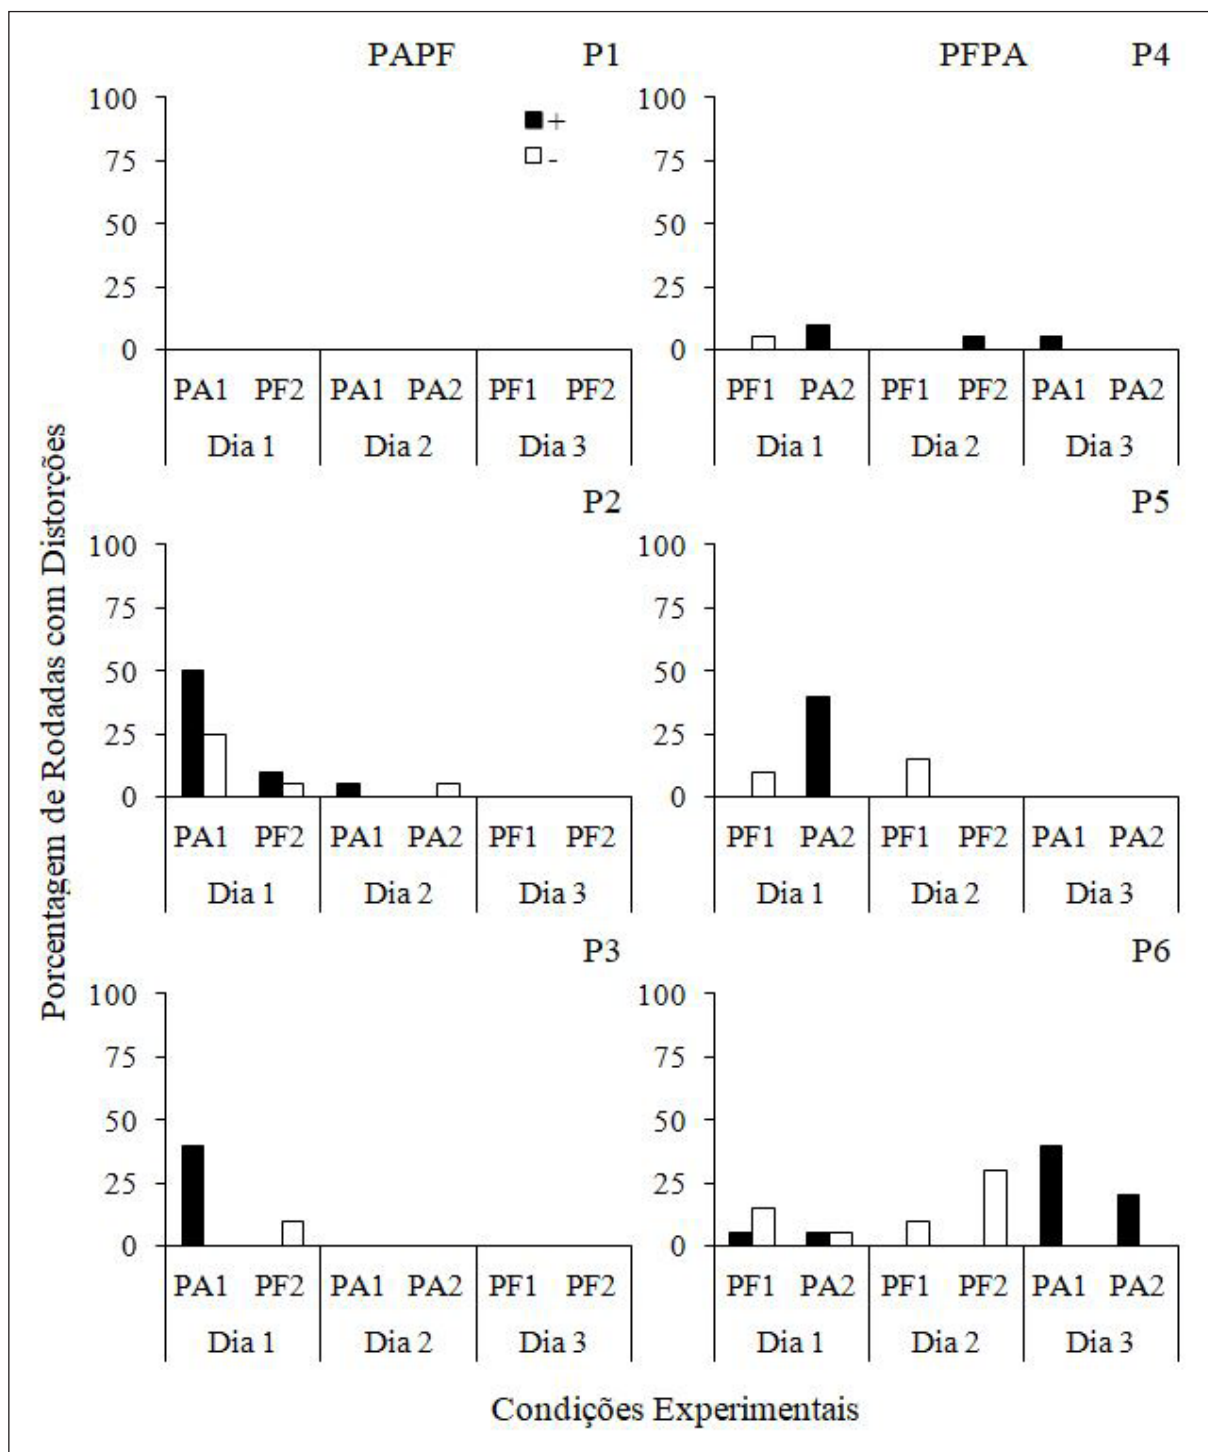 PAPF P1 PFPA P4
100 100
+
75 75
-
50 50
25 25
0 0
PA1 PF2 PA1 PA2 PF1 PF2 PF1 PA2 PF1 PF2 PA1 PA2
Dia 1 Dia 2 Dia 3 Dia 1 Dia 2 Dia 3
P2 P5
100 100
75 75
50 50
25 25
0 0
PA1 PF2 PA1 PA2 PF1 PF2 PF1 PA2 PF1 PF2 PA1 PA2
Dia 1 Dia 2 Dia 3 Dia 1 Dia 2 Dia 3
P3 P6
100 100
75 75
50 50
25 25
0 0
PA1 PF2 PA1 PA2 PF1 PF2 PF1 PA2 PF1 PF2 PA1 PA2
Dia 1 Dia 2 Dia 3 Dia 1 Dia 2 Dia 3
Porcentagem de Rodadas com Distorções
Condições Experimentais